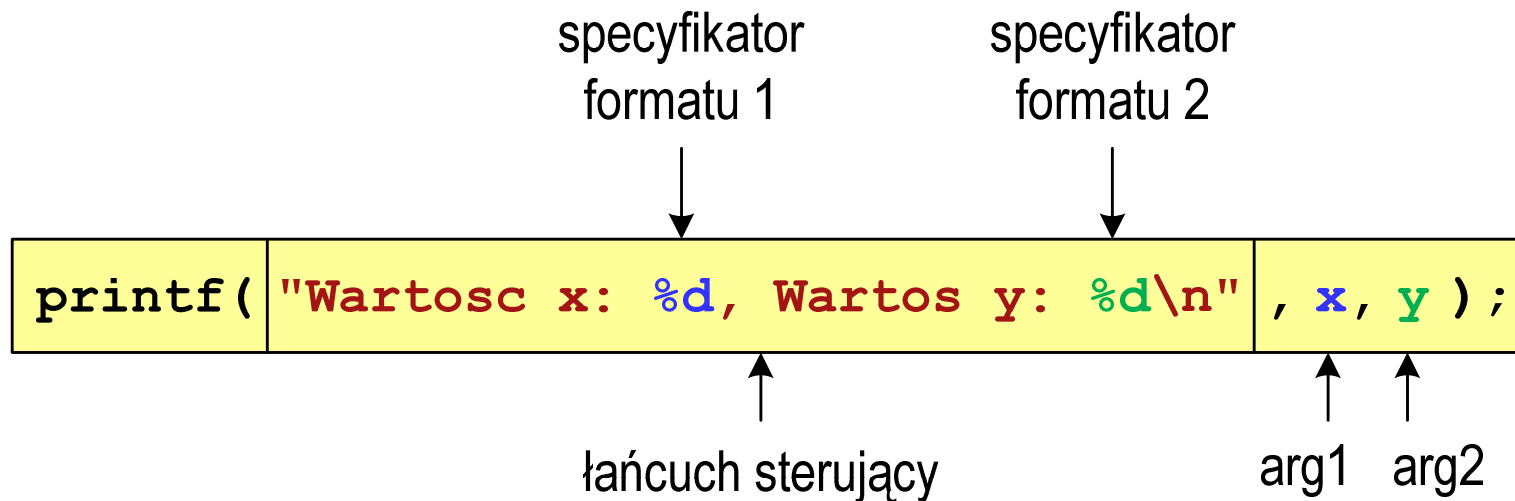 specyfikator specyfikator
formatu 1 formatu 2
printf("Wartosc x: %d, Wartos y: %d\n" , x, y );
łańcuch sterujący arg1 arg2